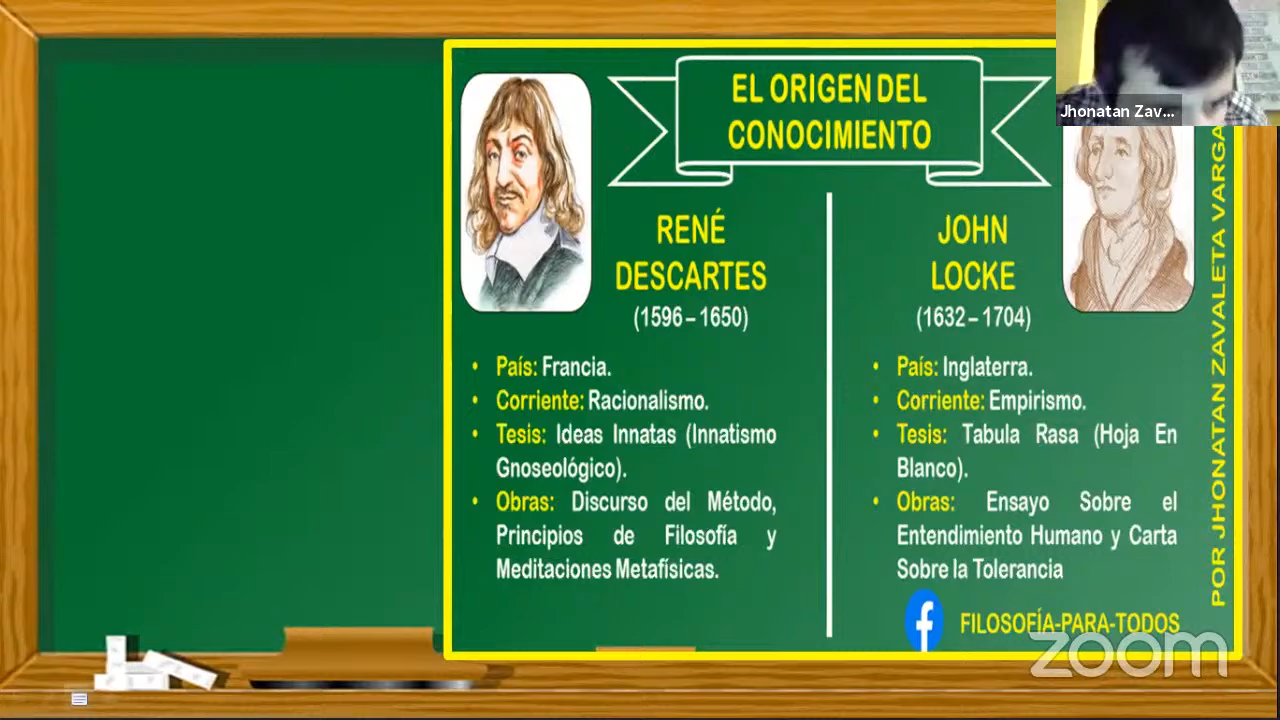 EL ORIGEN DEL
CONOCIMIENTO
Jhonatan Zav...
RENÉ
DESCARTES
(1596 – 1650)
• País: Francia.
• Corriente: Racionalismo.
• Tesis: Ideas Innatas (Innatismo
Gnoseológico).
• Obras: Discurso del Método,
Principios de Filosofía y
Meditaciones Metafísicas.
JOHN
LOCKE
(1632 – 1704)
• País: Inglaterra.
• Corriente: Empirismo.
• Tesis: Tabula Rasa (Hoja En
Blanco).
• Obras: Ensayo Sobre el
Entendimiento Humano y Carta
Sobre la Tolerancia
FILOSOFÍA-PARA-TODOS
POR JHONATAN ZAVALETA VARGA
zoom